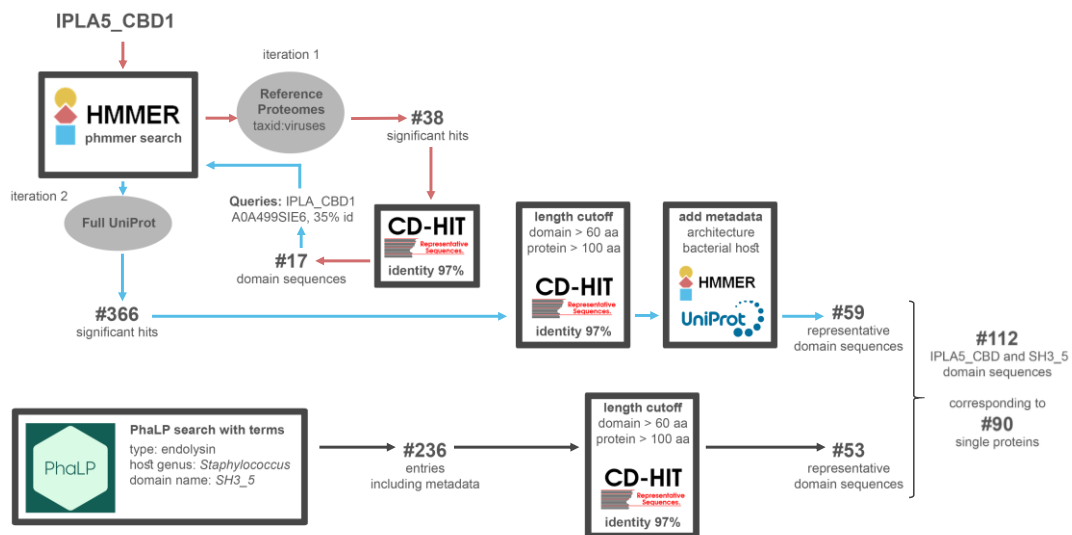 IPLA5_CBD1
iteration 1
HMMER
phmmer search
Reference
Proteomes
taxid:viruses
#38
significant hits
iteration 2
Full UniProt
Queries: IPLA_CBD1
A0A499SIE6, 35% id
CD-HIT
Representative
Sequences.
identity 97%
#17
domain sequences
#366
significant hits
length cutoff
domain > 60 aa
protein > 100 aa
CD-HIT
Representative
Sequences.
identity 97%
add metadata
architecture
bacterial host
HMMER
UniProt
#59
representative
domain sequences
#112
IPLA5_CBD and SH3_5
domain sequences
corresponding to
#90
single proteins
PhaLP
PhaLP search with terms
type: endolysin
host genus: Staphylococcus
domain name: SH3_5
#236
entries
including metadata
length cutoff
domain > 60 aa
protein > 100 aa
CD-HIT
Representative
Sequences.
identity 97%
#53
representative
domain sequences